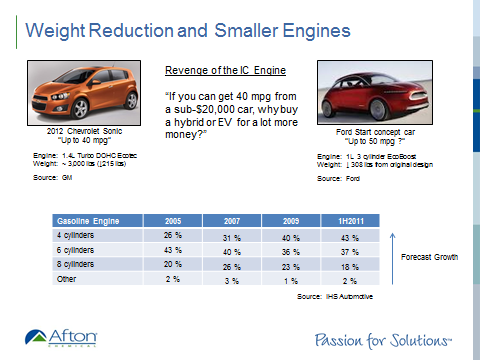 Weight Reduction and Smaller Engines
Revenge of the IC Engine
“If you can get 40 mpg from
a sub-$20,000 car, why buy
a hybrid or EV for a lot more
money?”
2012 Chevrolet Sonic
"Up to 40 mpg"
Engine: 1.4L Turbo DOHC Ecotec
Weight: ~ 3,000 lbs (↓215 lbs)
Source: GM
Ford Start concept car
"Up to 50 mpg ?"
Engine: 1L 3 cylinder EcoBoost
Weight: ↓ 308 lbs from original design
Source: Ford
Gasoline Engine 2005 2007 2009 1H2011
4 cylinders 26 % 31 % 40 % 43 %
6 cylinders 43 % 40 % 36 % 37 %
8 cylinders 20 % 26 % 23 % 18 %
Other 2 % 3 % 1 % 2 %
Forecast Growth
Source: IHS Automotive
Afton
CHEMICAL
Passion for Solutions™